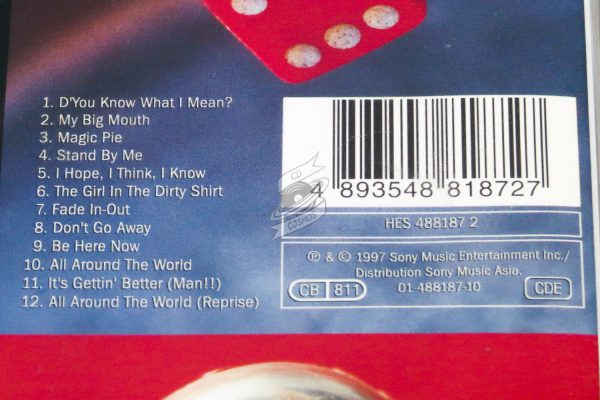 1. D'You Know What I Mean?
2. My Big Mouth
3. Magic Pie
4. Stand By Me
5. I Hope, I Think, I Know
6. The Girl In The Dirty Shirt
7. Fade In-Out
8. Don't Go Away
9. Be Here Now
10. All Around The World
11, It's Gettin' Better (Man!!)
12. All Around The World (Reprise)
4 893548 818727
HES 488187 2
℗ & © 1997 Sony Music Entertainment Inc./
Distribution Sony Music Asia.
CB 811
01-488187-10
CDE
CD
COSMOS